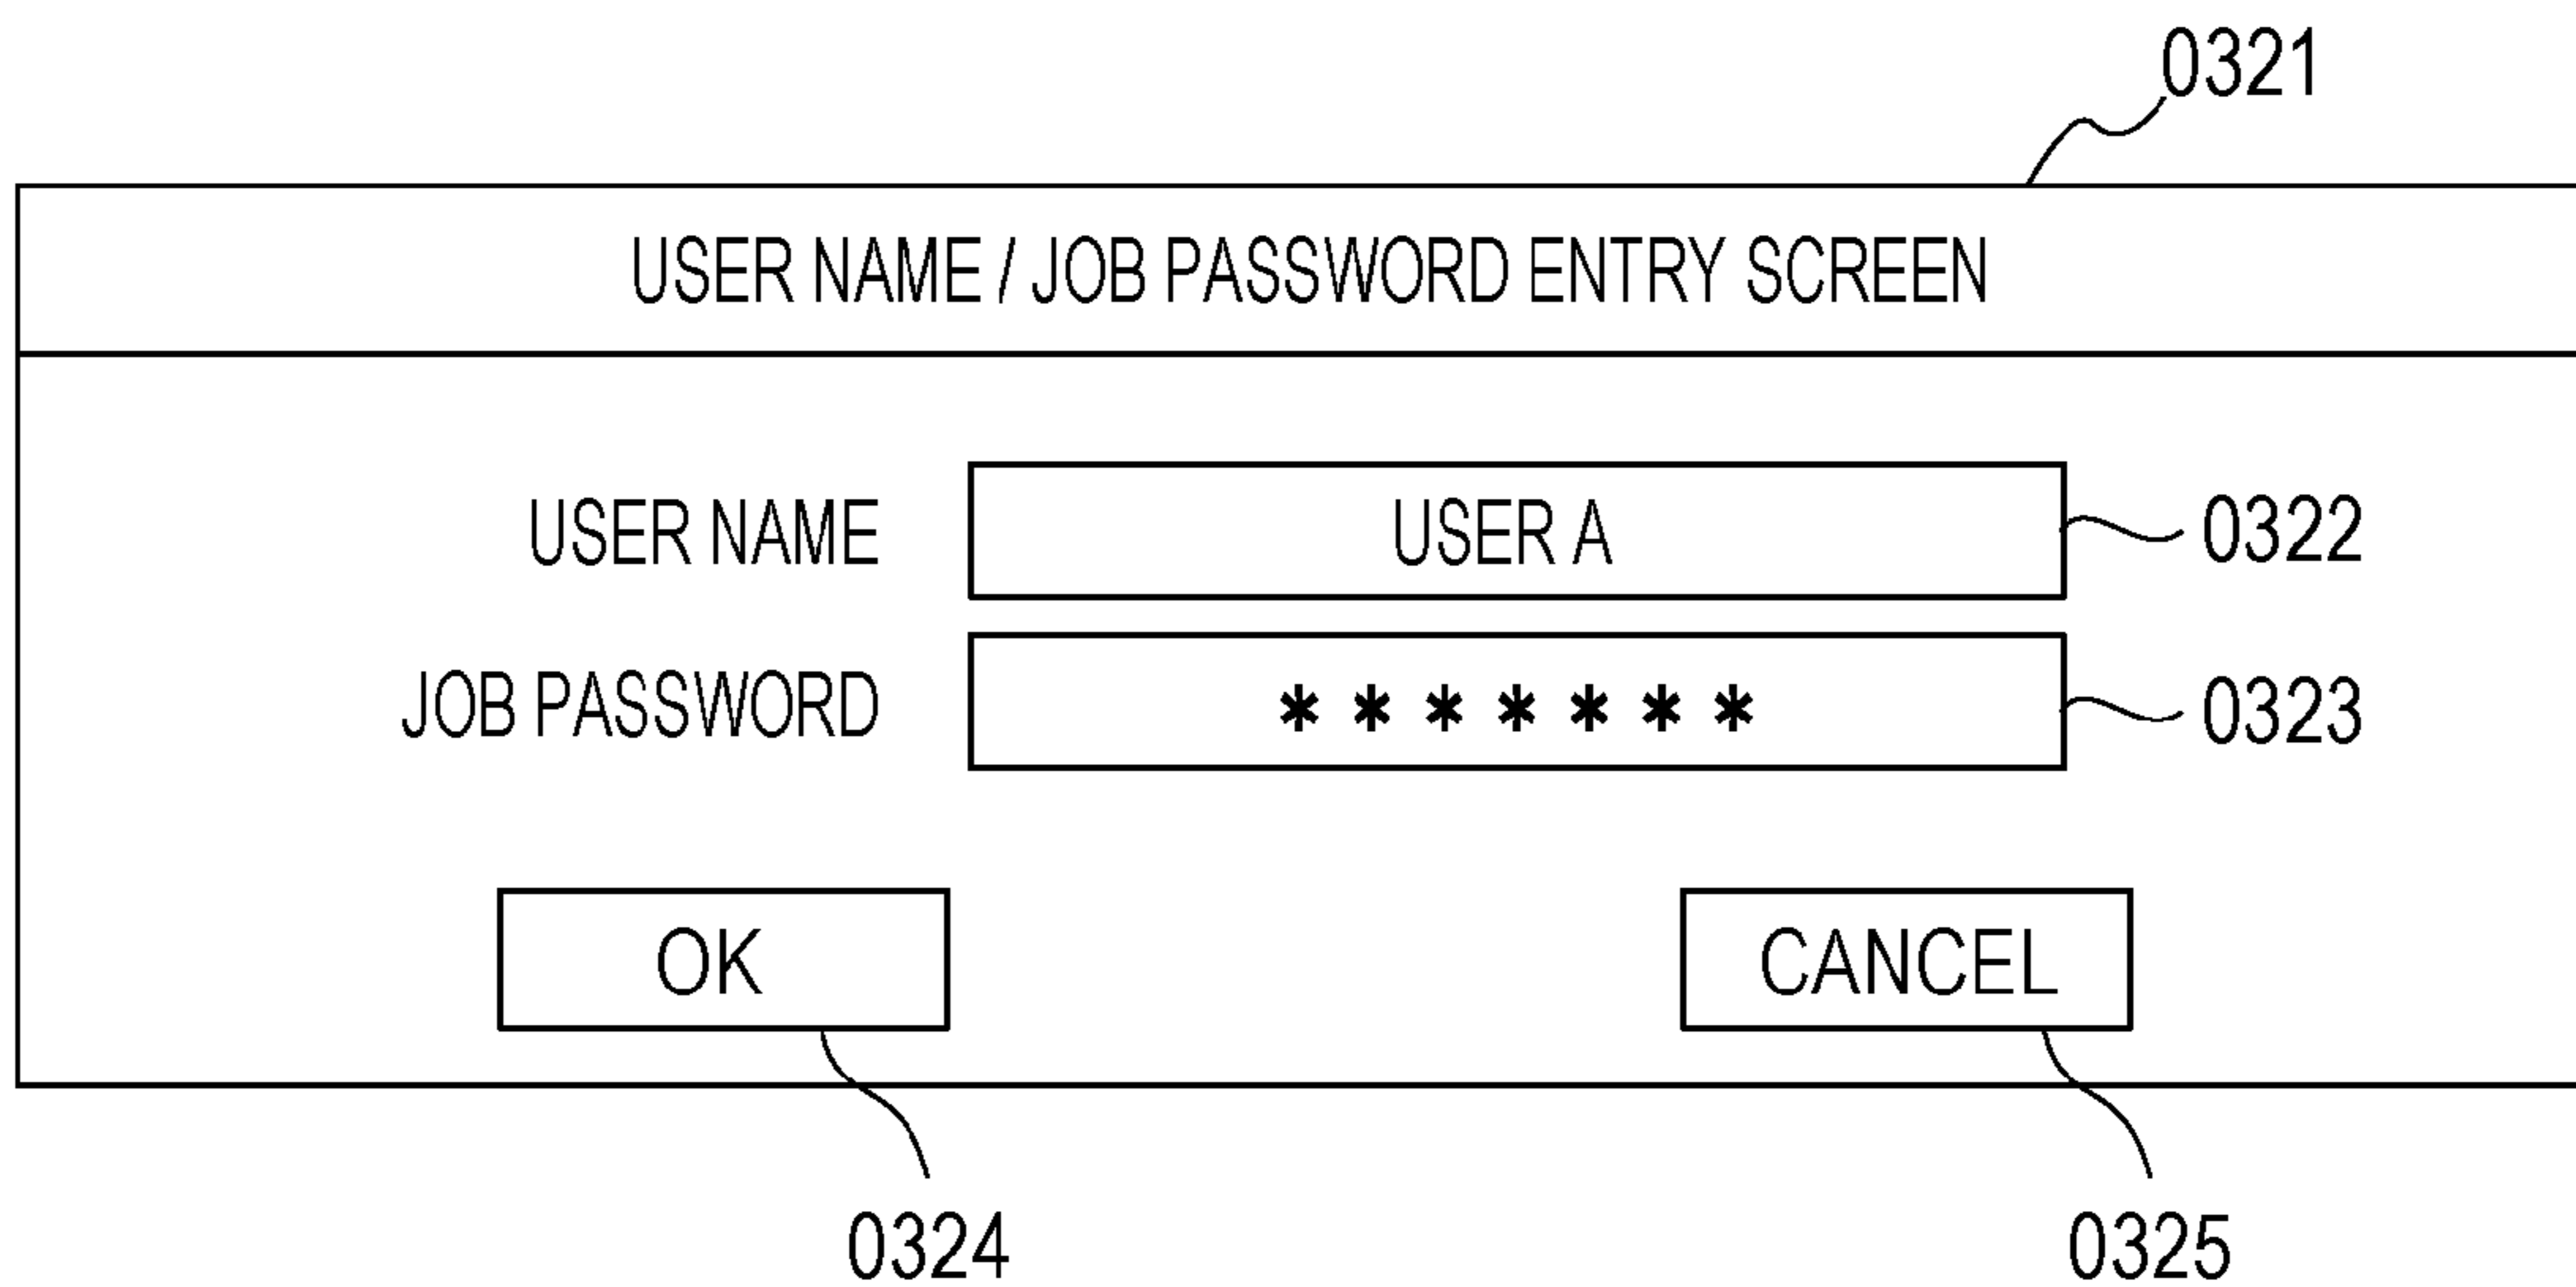 0321
USER NAME / JOB PASSWORD ENTRY SCREEN
USER NAME USER A 0322
JOB PASSWORD ******* 0323
OK CANCEL
0324 0325